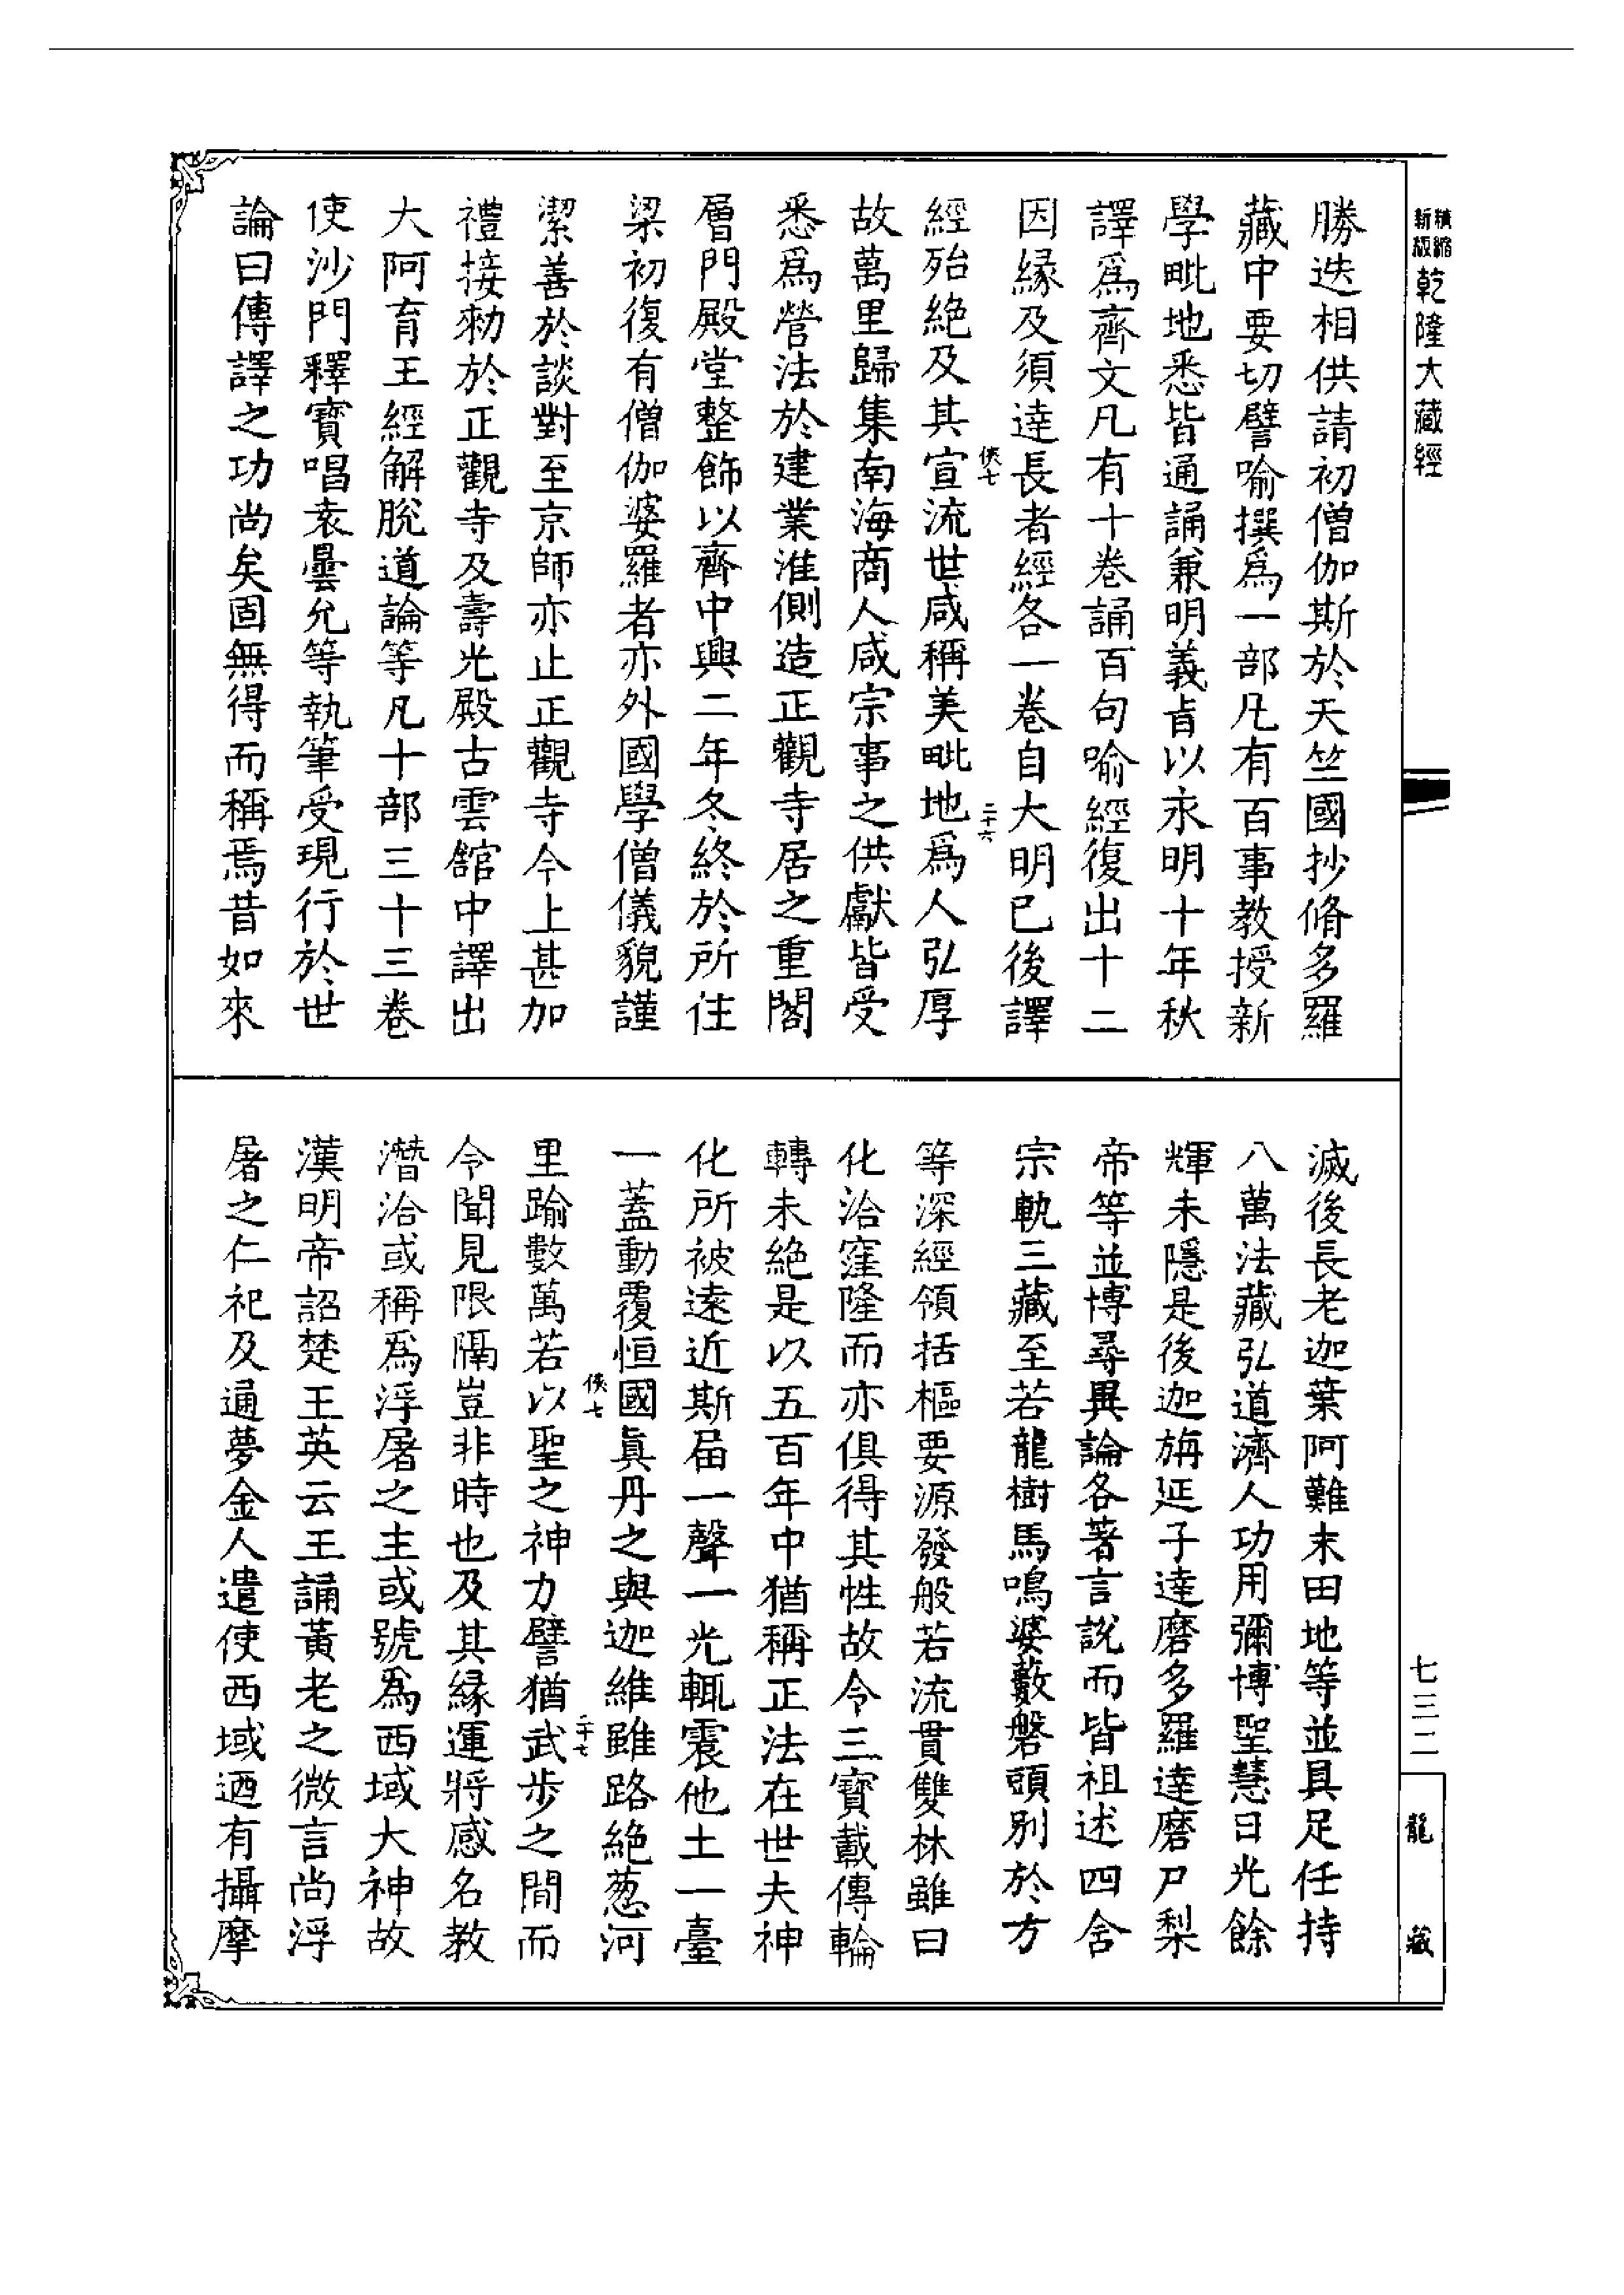 精縮
新版
乾隆大藏經
勝迭相供請初僧伽斯於天竺國抄脩多羅
藏中要切譬喻撰爲一部凡有百事教授新
學毗地悉皆通誦兼明義旨以永明十年秋
譯爲齊文凡有十卷誦百句喻經復出十二
因緣及須達長者經各一卷自大明已後譯
俠七
二十六
經殆絕及其宣流世咸稱美毗地爲人弘厚
故萬里歸集南海商人咸宗事之供獻皆受
悉爲營法於建業淮側造正觀寺居之重閣
層門殿堂整飾以齊中興二年冬終於所住
梁初復有僧伽婆羅者亦外國學僧儀貌謹
潔善於談對至京師亦止正觀寺今上甚加
禮接勑於正觀寺及壽光殿古雲館中譯出
大阿育王經解脫道論等凡十部三十三卷
使沙門釋寶唱袁曇允等執筆受現行於世
論曰傳譯之功尚矣固無得而稱焉昔如來
滅後長老迦葉阿難末田地等並具足任持
八萬法藏弘道濟人功用彌博聖慧日光餘
輝未隱是後迦旃延子達磨多羅達磨尸梨
帝等並博尋異論各著言說而皆祖述四含
宗軌三藏至若龍樹馬鳴婆藪磐頭別於方
等深經領括樞要源發般若流貫雙林雖曰
化洽窪隆而亦俱得其性故令三寶載傳輪
轉未絕是以五百年中猶稱正法在世夫神
化所被遠近斯屆一聲一光輒震他土一臺
一蓋動覆恒國眞丹之與迦維雖路絕葱河
俠七
二十七
里踰數萬若以聖之神力譬猶武步之間而
令聞見限隔豈非時也及其緣運將感名教
潛洽或稱爲浮屠之主或號爲西域大神故
漢明帝詔楚王英云王誦黃老之微言尚浮
屠之仁祀及通夢金人遣使西域迺有攝摩
七三二
龍藏